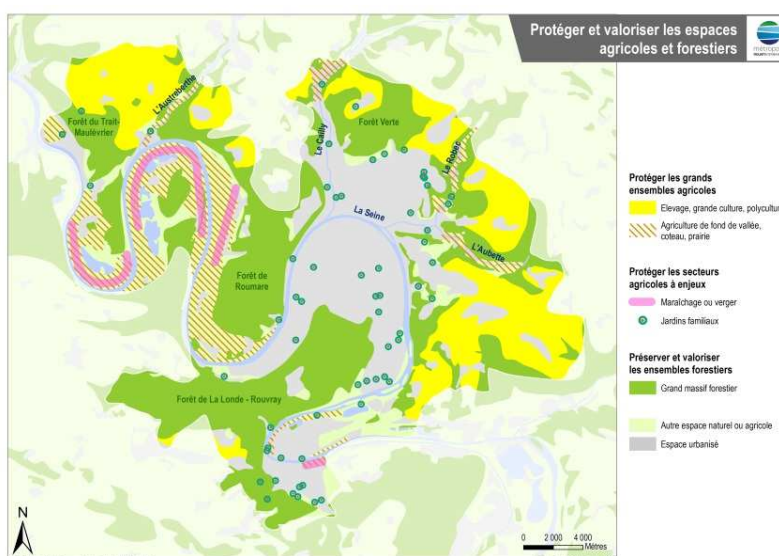 Protéger et valoriser les espaces
agricoles et forestiers
métropole
Forêt du Trait-
Maulévrier
L'Austreberthe
Le Cailly
Forêt Verte
Le Robec
La Seine
L'Aubette
Forêt de
Roumare
Forêt de La Londe - Rouvray
Protéger les grands
ensembles agricoles
Elevage, grande culture, polycultur
Agriculture de fond de vallée,
coteau, prairie
Protéger les secteurs
agricoles à enjeux
Maraîchage ou verger
Jardins familiaux
Préserver et valoriser
les ensembles forestiers
Grand massif forestier
Autre espace naturel ou agricole
Espace urbanisé
N
0 2 000 4 000
Mètres